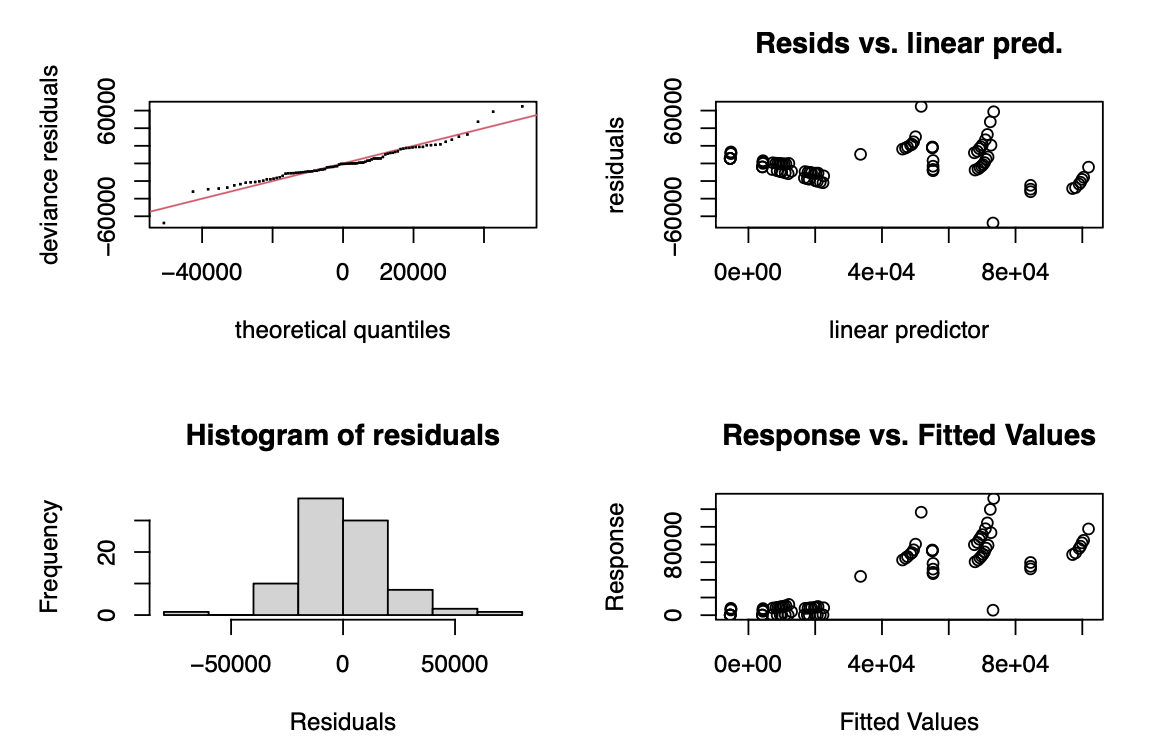 deviance residuals
−60000
60000
−40000
0
20000
theoretical quantiles
Resids vs. linear pred.
residuals
−60000
60000
0e+00
4e+04
8e+04
linear predictor
Histogram of residuals
Frequency
0
20
−50000
0
50000
Residuals
Response vs. Fitted Values
Response
0
80000
0e+00
4e+04
8e+04
Fitted Values